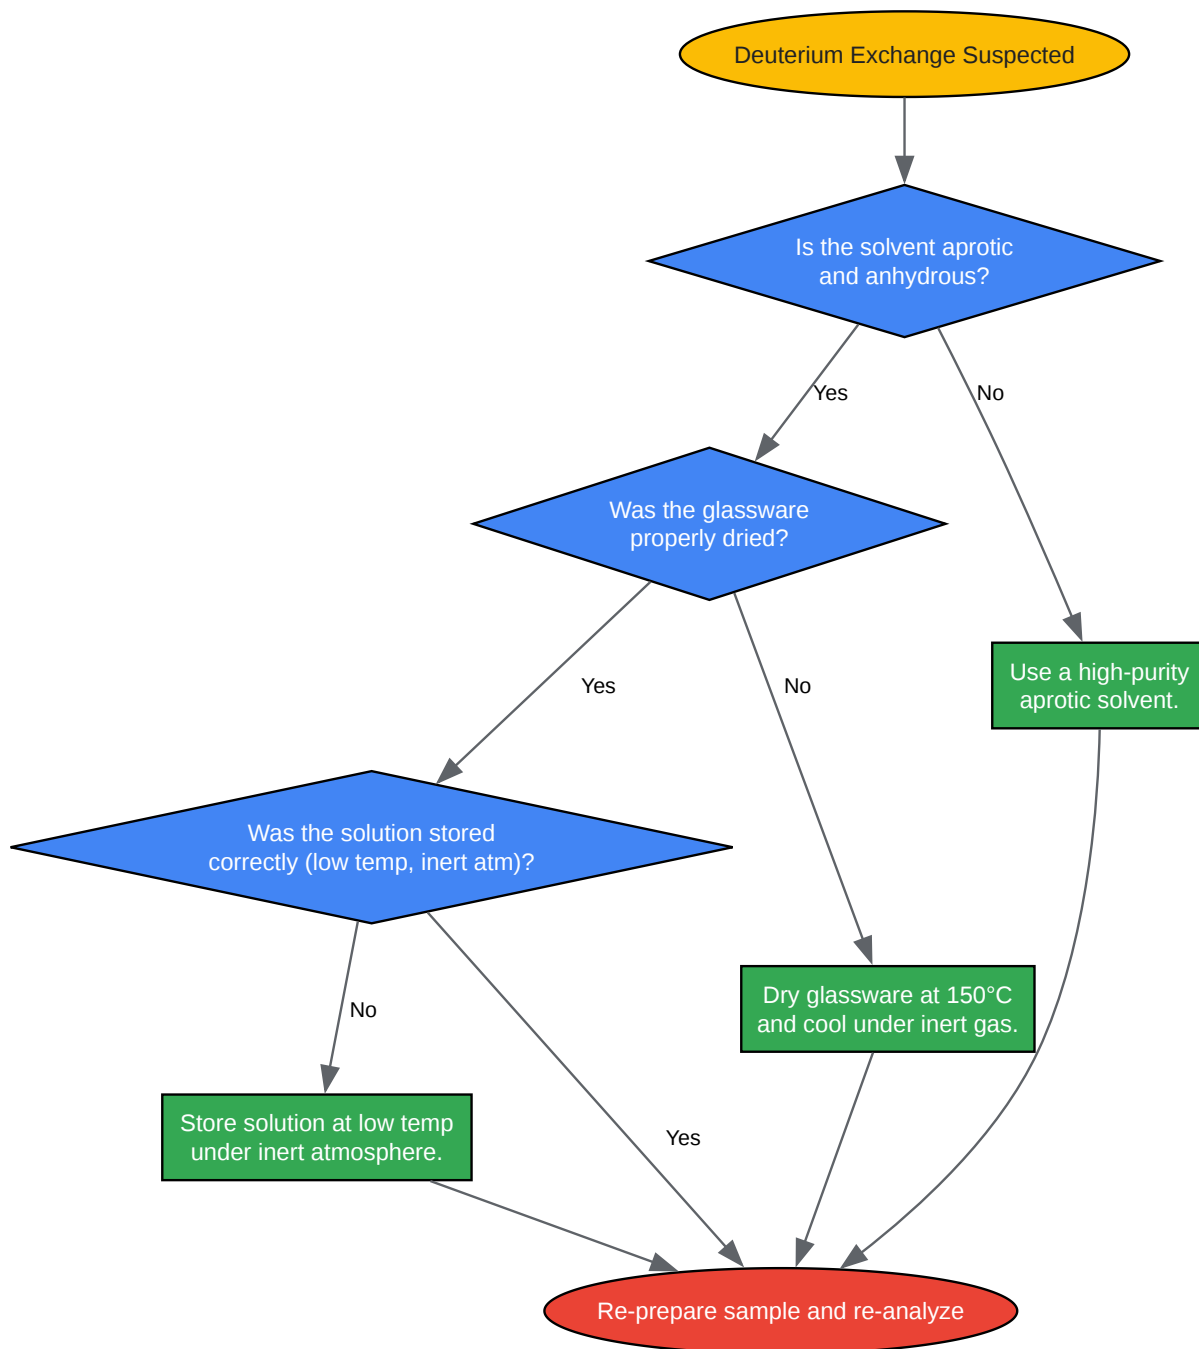 Deuterium Exchange Suspected
Is the solvent aprotic
and anhydrous?
Yes
No
Was the glassware
properly dried?
Use a high-purity
aprotic solvent.
Yes
No
Was the solution stored
correctly (low temp, inert atm)?
Dry glassware at 150°C
and cool under inert gas.
No
Store solution at low temp
under inert atmosphere.
Yes
Re-prepare sample and re-analyze